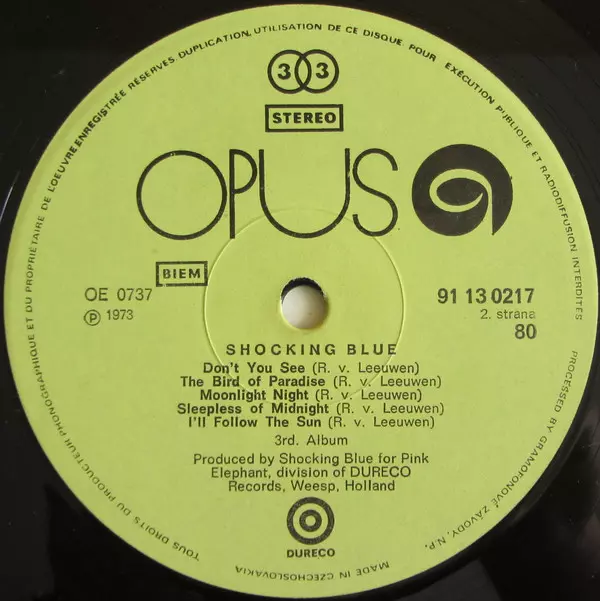 TOUS DROITS DU PRODUCTEUR PHONOGRAPHIQUE ET DU PROPRIÉTAIRE DE L'OEUVRE ENREGISTRÉE RÉSERVÉS. DUPLICATION, UTILISATION DE CE DISQUE POUR EXÉCUTION PUBLIQUE ET RADIODIFFUSION INTERDITES
33
STEREO
OPUS
BIEM
OE 0737
℗ 1973
91 13 0217
2. strana
80
SHOCKING BLUE
Don't You See (R. v. Leeuwen)
The Bird of Paradise (R. v. Leeuwen)
Moonlight Night (R. v. Leeuwen)
Sleepless of Midnight (R. v. Leeuwen)
I'll Follow The Sun (R. v. Leeuwen)
3rd. Album
Produced by Shocking Blue for Pink
Elephant, division of DURECO
Records, Weesp, Holland
DURECO
PROCESSED BY GRAMOFONOVÉ ZÁVODY, N.P.
MADE IN CZECHOSLOVAKIA